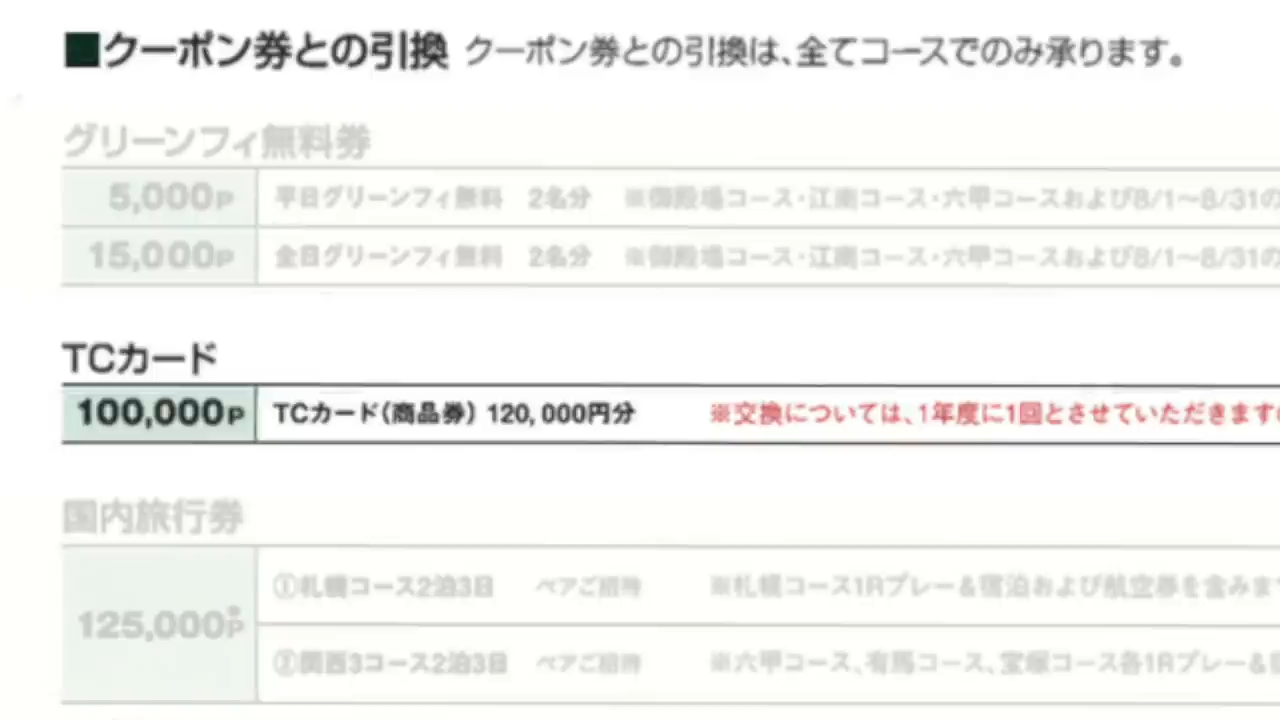 ■クーポン券との引換 クーポン券との引換は、全てコースでのみ承ります。
グリーンフィ無料券
5,000P 平日グリーンフィ無料 2名分 ※御殿場コース・江南コース・六甲コースおよび8/1〜8/31の
15,000P 全日グリーンフィ無料 2名分 ※御殿場コース・江南コース・六甲コースおよび8/1〜8/31の
TCカード
100,000P TCカード(商品券) 120,000円分 ※交換については、1年度に1回とさせていただきます
国内旅行券
①札幌コース2泊3日 ペアご招待 ※札幌コース1Rプレー&宿泊および航空券を含みま
125,000P
②関西3コース2泊3日 ペアご招待 ※六甲コース、有馬コース、宝塚コース各1Rプレー&